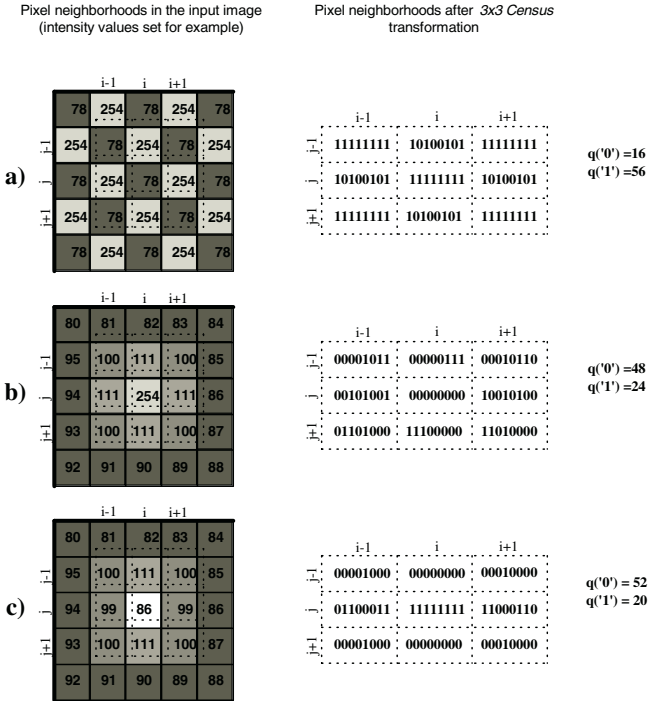 Pixel neighborhoods in the input image
(intensity values set for example)
Pixel neighborhoods after 3x3 Census
transformation
a)
i-1 i i+1
j-1
j
j+1
78 254 78 254 78
254 78 254 78 254
78 254 78 254 78
254 78 254 78 254
78 254 78 254 78
i-1 i i+1
j-1
j
j+1
11111111 10100101 11111111
10100101 11111111 10100101
11111111 10100101 11111111
q('0') =16
q('1') =56
b)
i-1 i i+1
j-1
j
j+1
80 81 82 83 84
95 100 111 100 85
94 111 254 111 86
93 100 111 100 87
92 91 90 89 88
i-1 i i+1
j-1
j
j+1
00001011 00000111 00010110
00101001 00000000 10010100
01101000 11100000 11010000
q('0') =48
q('1') =24
c)
i-1 i i+1
j-1
j
j+1
80 81 82 83 84
95 100 111 100 85
94 99 86 99 86
93 100 111 100 87
92 91 90 89 88
i-1 i i+1
j-1
j
j+1
00001000 00000000 00010000
01100011 11111111 11000110
00001000 00000000 00010000
q('0') = 52
q('1') = 20